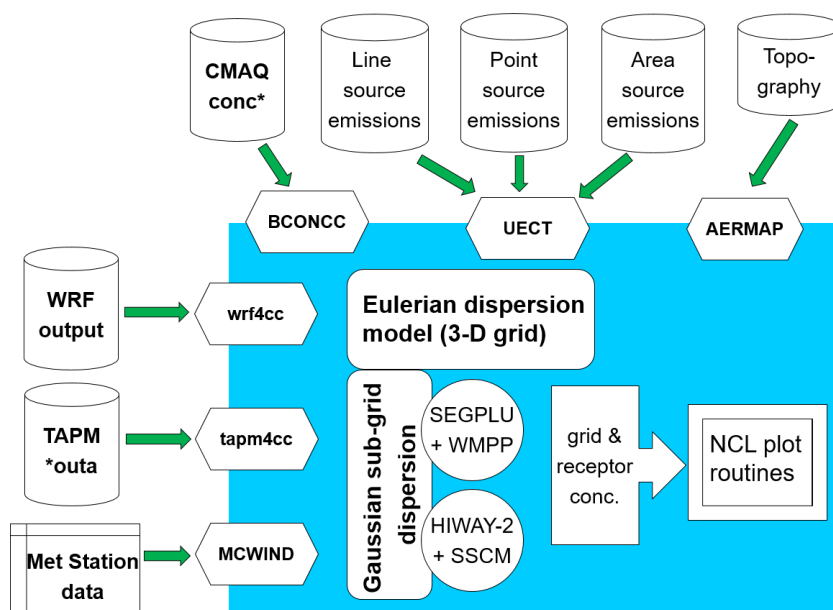 CMAQ
conc*
Line
source
emissions
Point
source
emissions
Area
source
emissions
Topo-
graphy
BCONCC
UECT
AERMAP
WRF
output
wrf4cc
Eulerian dispersion
model (3-D grid)
TAPM
*outa
tapm4cc
Gaussian sub-grid
dispersion
SEGPLU
+ WMPP
grid &
receptor
conc.
NCL plot
routines
Met Station
data
MCWIND
HIWAY-2
+ SSCM